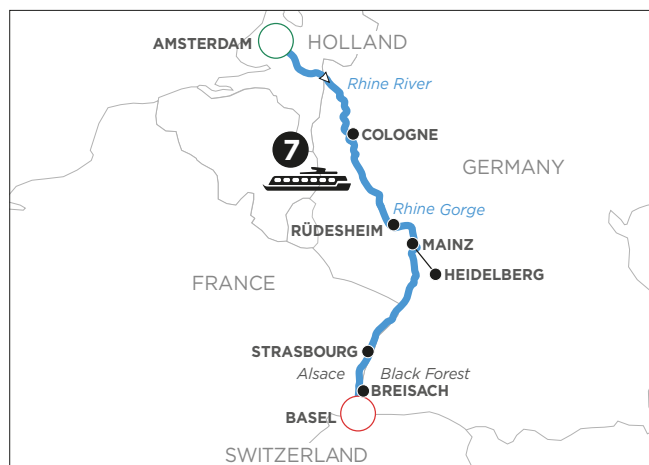 AMSTERDAM
HOLLAND
Rhine River
COLOGNE
7
GERMANY
Rhine Gorge
RÜDESHEIM
MAINZ
HEIDELBERG
FRANCE
STRASBOURG
Alsace
Black Forest
BREISACH
BASEL
SWITZERLAND